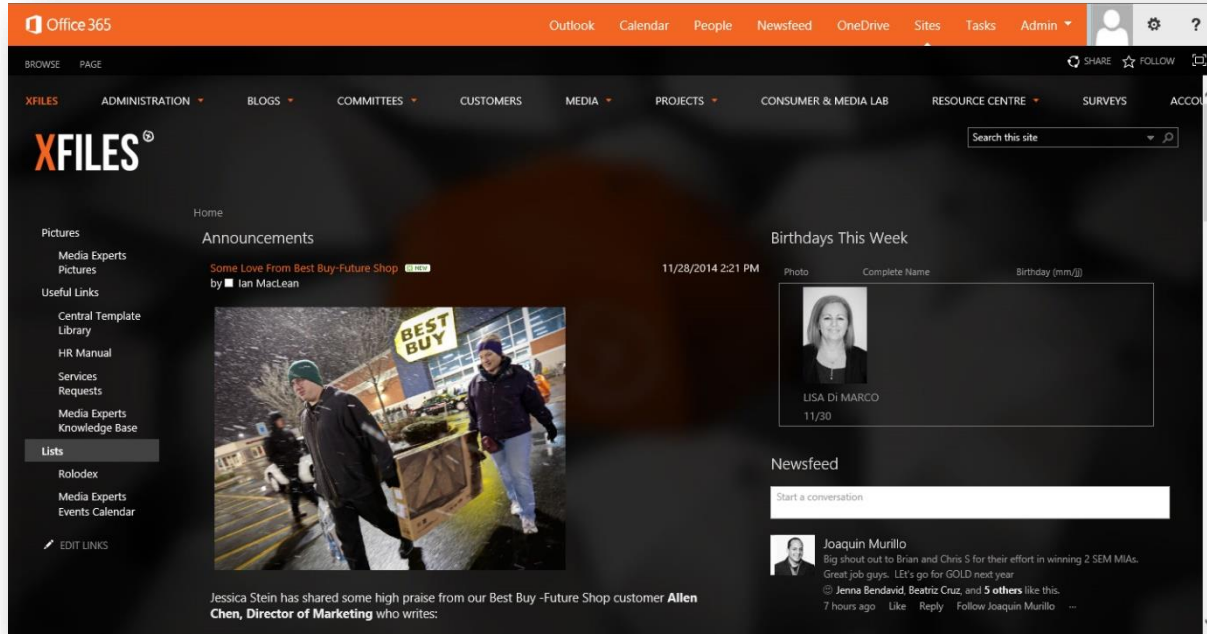 Office 365
Outlook Calendar People Newsfeed OneDrive Sites Tasks Admin ?
BROWSE PAGE
SHARE FOLLOW
XFILES ADMINISTRATION BLOGS COMMITTEES CUSTOMERS MEDIA PROJECTS CONSUMER & MEDIA LAB RESOURCE CENTRE SURVEYS ACCOU
XFILES
Search this site
Home
Pictures
Media Experts
Pictures
Useful Links
Central Template
Library
HR Manual
Services
Requests
Media Experts
Knowledge Base
Lists
Rolodex
Media Experts
Events Calendar
EDIT LINKS
Announcements
Some Love From Best Buy-Future Shop NEW 11/28/2014 2:21 PM
by Ian MacLean
BEST
BUY
Jessica Stein has shared some high praise from our Best Buy -Future Shop customer Allen
Chen, Director of Marketing who writes:
Birthdays This Week
Photo Complete Name Birthday (mm/jj)
LISA Di MARCO
11/30
Newsfeed
Start a conversation
Joaquin Murillo
Big shout out to Brian and Chris S for their effort in winning 2 SEM MIAs.
Great job guys. LEt's go for GOLD next year
Jenna Bendavid, Beatriz Cruz, and 5 others like this.
7 hours ago Like Reply Follow Joaquin Murillo ...